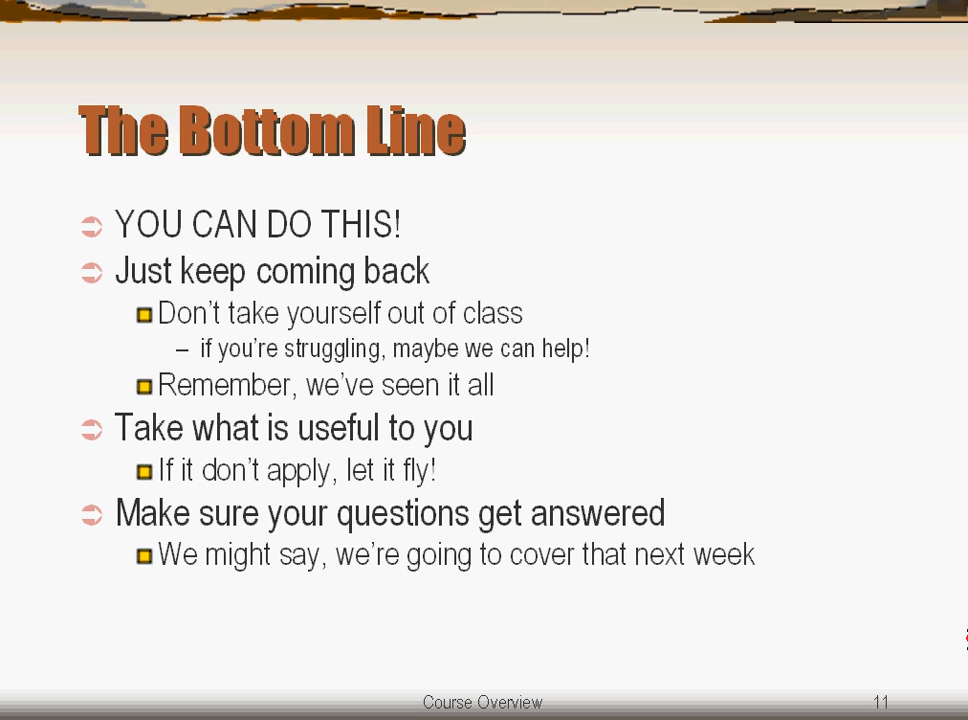 The Bottom Line
YOU CAN DO THIS!
Just keep coming back
Don't take yourself out of class
– if you're struggling, maybe we can help!
Remember, we've seen it all
Take what is useful to you
If it don't apply, let it fly!
Make sure your questions get answered
We might say, we're going to cover that next week
Course Overview
11